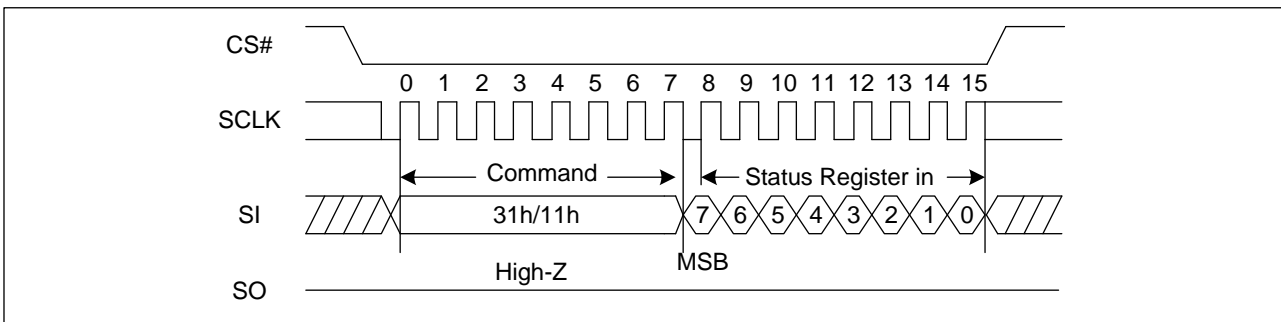 CS#
0 1 2 3 4 5 6 7 8 9 10 11 12 13 14 15
SCLK
Command Status Register in
SI 31h/11h 7 6 5 4 3 2 1 0
High-Z MSB
SO